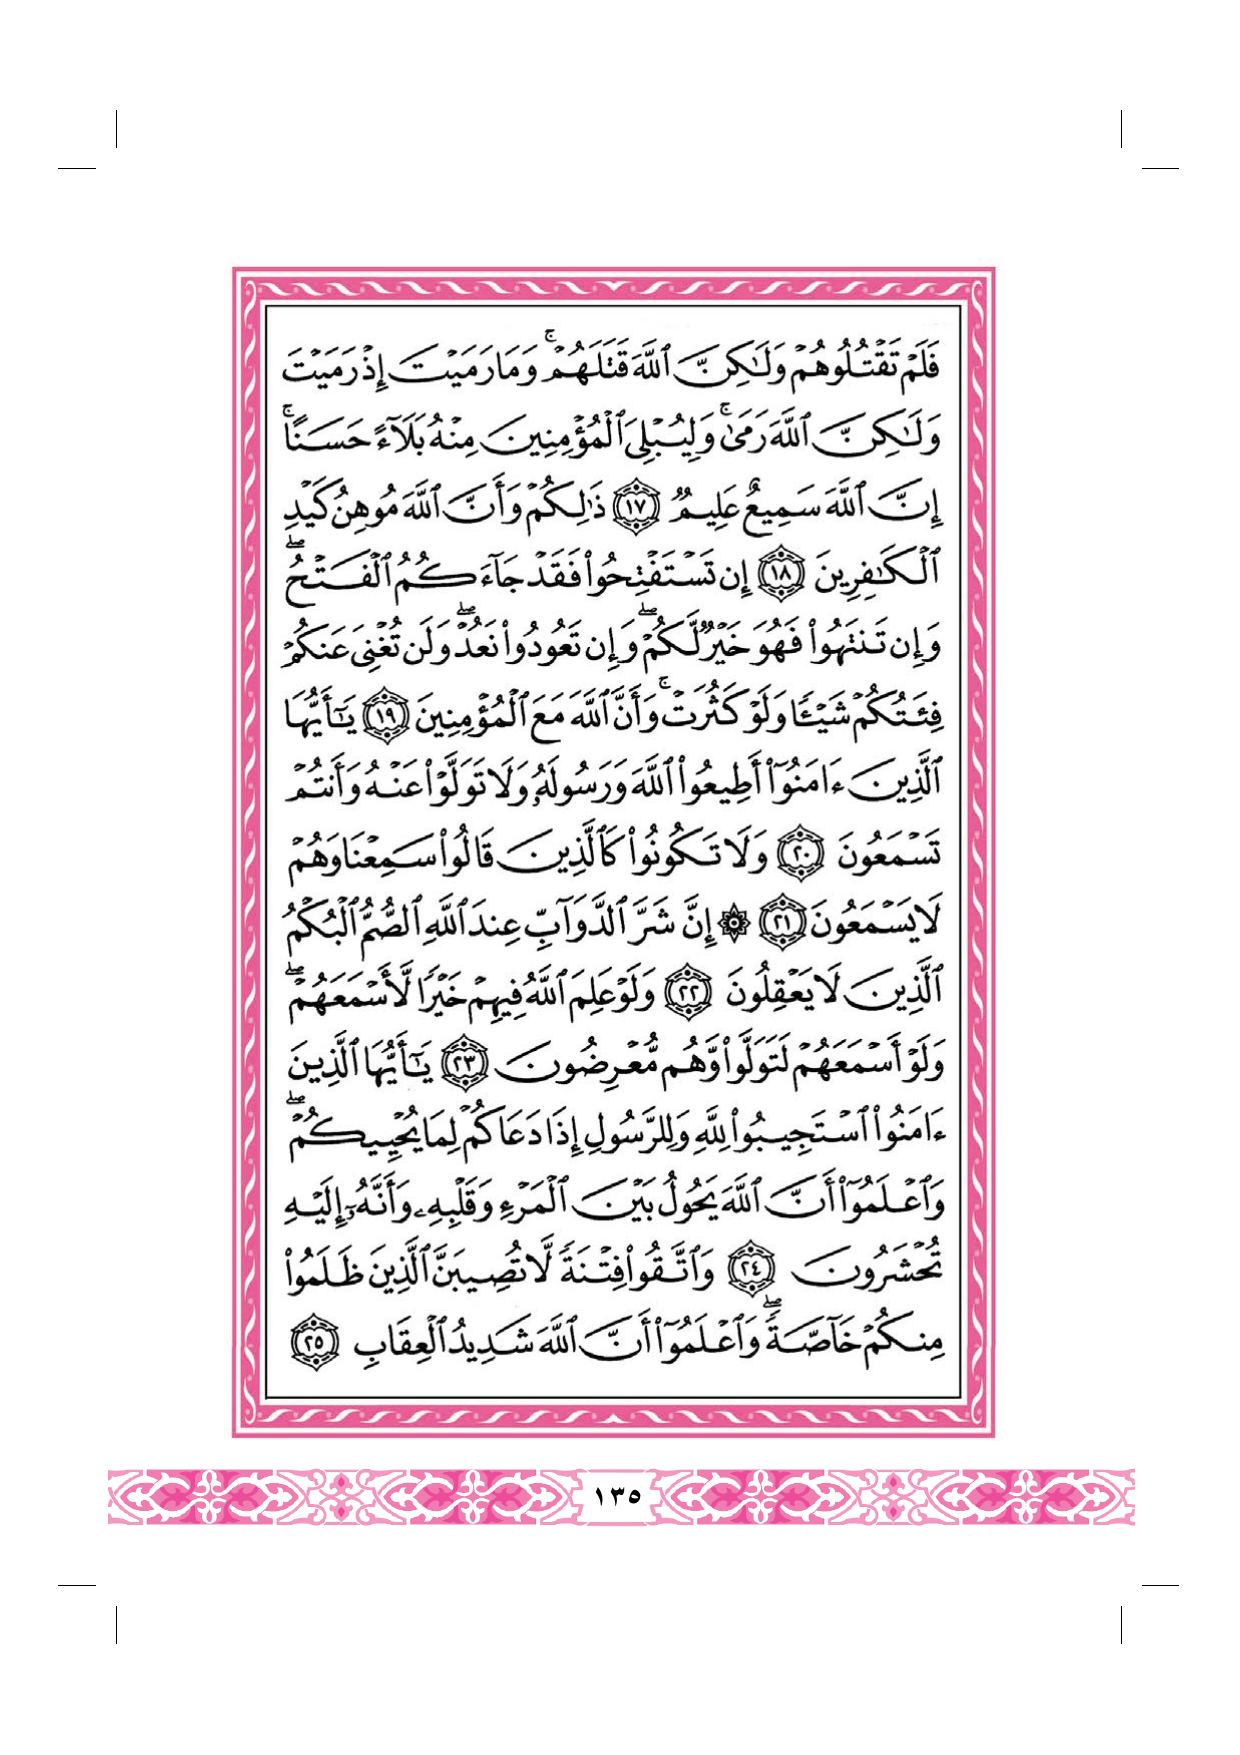 فَلَمْ تَقْتُلُوهُمْ وَلَٰكِنَّ ٱللَّهَ قَتَلَهُمْ ۚ وَمَا رَمَيْتَ إِذْ رَمَيْتَ
وَلَٰكِنَّ ٱللَّهَ رَمَىٰ ۚ وَلِيُبْلِىَ ٱلْمُؤْمِنِينَ مِنْهُ بَلَآءً حَسَنًا ۚ
إِنَّ ٱللَّهَ سَمِيعٌ عَلِيمٌ ١٧ ذَٰلِكُمْ وَأَنَّ ٱللَّهَ مُوهِنُ كَيْدِ
ٱلْكَٰفِرِينَ ١٨ إِن تَسْتَفْتِحُوا۟ فَقَدْ جَآءَكُمُ ٱلْفَتْحُ ۖ
وَإِن تَنتَهُوا۟ فَهُوَ خَيْرٌ لَّكُمْ ۖ وَإِن تَعُودُوا۟ نَعُدْ ۖ وَلَن تُغْنِىَ عَنكُمْ
فِئَتُكُمْ شَيْـًٔا وَلَوْ كَثُرَتْ ۚ وَأَنَّ ٱللَّهَ مَعَ ٱلْمُؤْمِنِينَ ١٩ يَٰٓأَيُّهَا
ٱلَّذِينَ ءَامَنُوٓا۟ أَطِيعُوا۟ ٱللَّهَ وَرَسُولَهُۥ وَلَا تَوَلَّوْا۟ عَنْهُ وَأَنتُمْ
تَسْمَعُونَ ٢٠ وَلَا تَكُونُوا۟ كَٱلَّذِينَ قَالُوا۟ سَمِعْنَا وَهُمْ
لَا يَسْمَعُونَ ٢١ ۞ إِنَّ شَرَّ ٱلدَّوَآبِّ عِندَ ٱللَّهِ ٱلصُّمُّ ٱلْبُكْمُ
ٱلَّذِينَ لَا يَعْقِلُونَ ٢٢ وَلَوْ عَلِمَ ٱللَّهُ فِيهِمْ خَيْرًا لَّأَسْمَعَهُمْ ۖ
وَلَوْ أَسْمَعَهُمْ لَتَوَلَّوا۟ وَّهُم مُّعْرِضُونَ ٢٣ يَٰٓأَيُّهَا ٱلَّذِينَ
ءَامَنُوا۟ ٱسْتَجِيبُوا۟ لِلَّهِ وَلِلرَّسُولِ إِذَا دَعَاكُمْ لِمَا يُحْيِيكُمْ ۖ
وَٱعْلَمُوٓا۟ أَنَّ ٱللَّهَ يَحُولُ بَيْنَ ٱلْمَرْءِ وَقَلْبِهِۦ وَأَنَّهُۥٓ إِلَيْهِ
تُحْشَرُونَ ٢٤ وَٱتَّقُوا۟ فِتْنَةً لَّا تُصِيبَنَّ ٱلَّذِينَ ظَلَمُوا۟
مِنكُمْ خَآصَّةً ۖ وَٱعْلَمُوٓا۟ أَنَّ ٱللَّهَ شَدِيدُ ٱلْعِقَابِ ٢٥
١٣٥